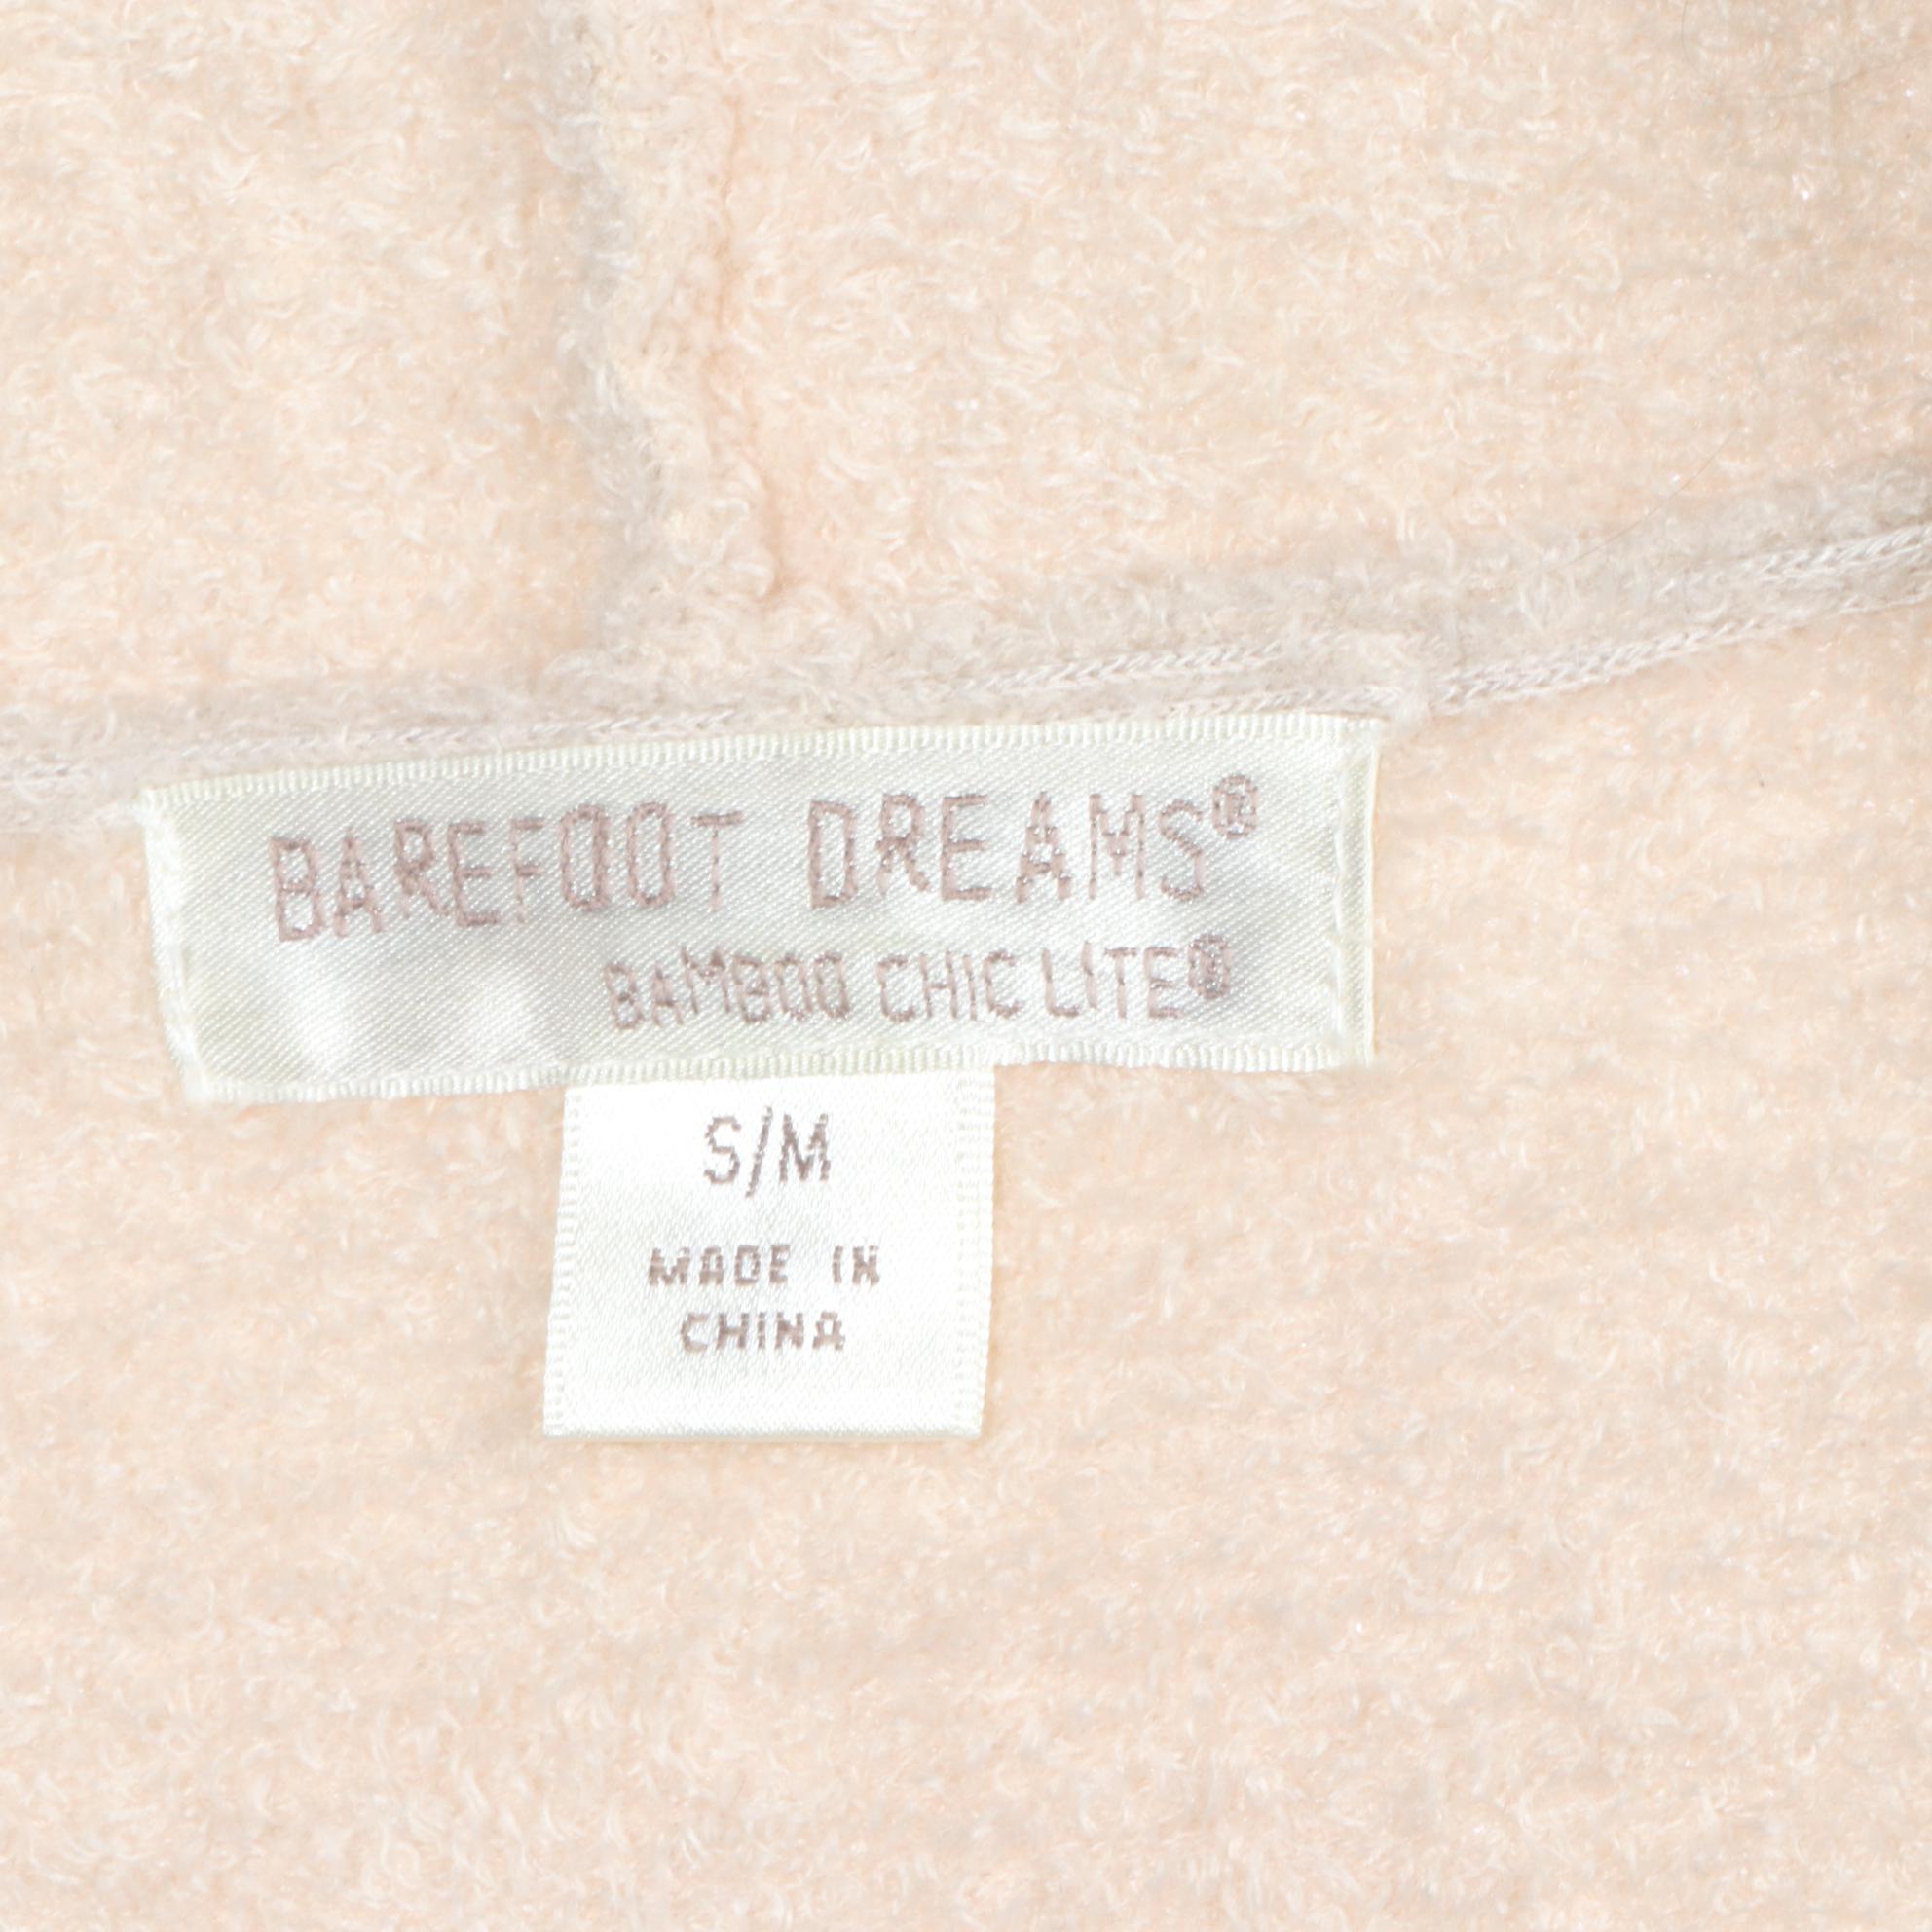 BAREFOOT DREAMS®
BAMBOO CHIC LITE®
S/M
MADE IN
CHINA